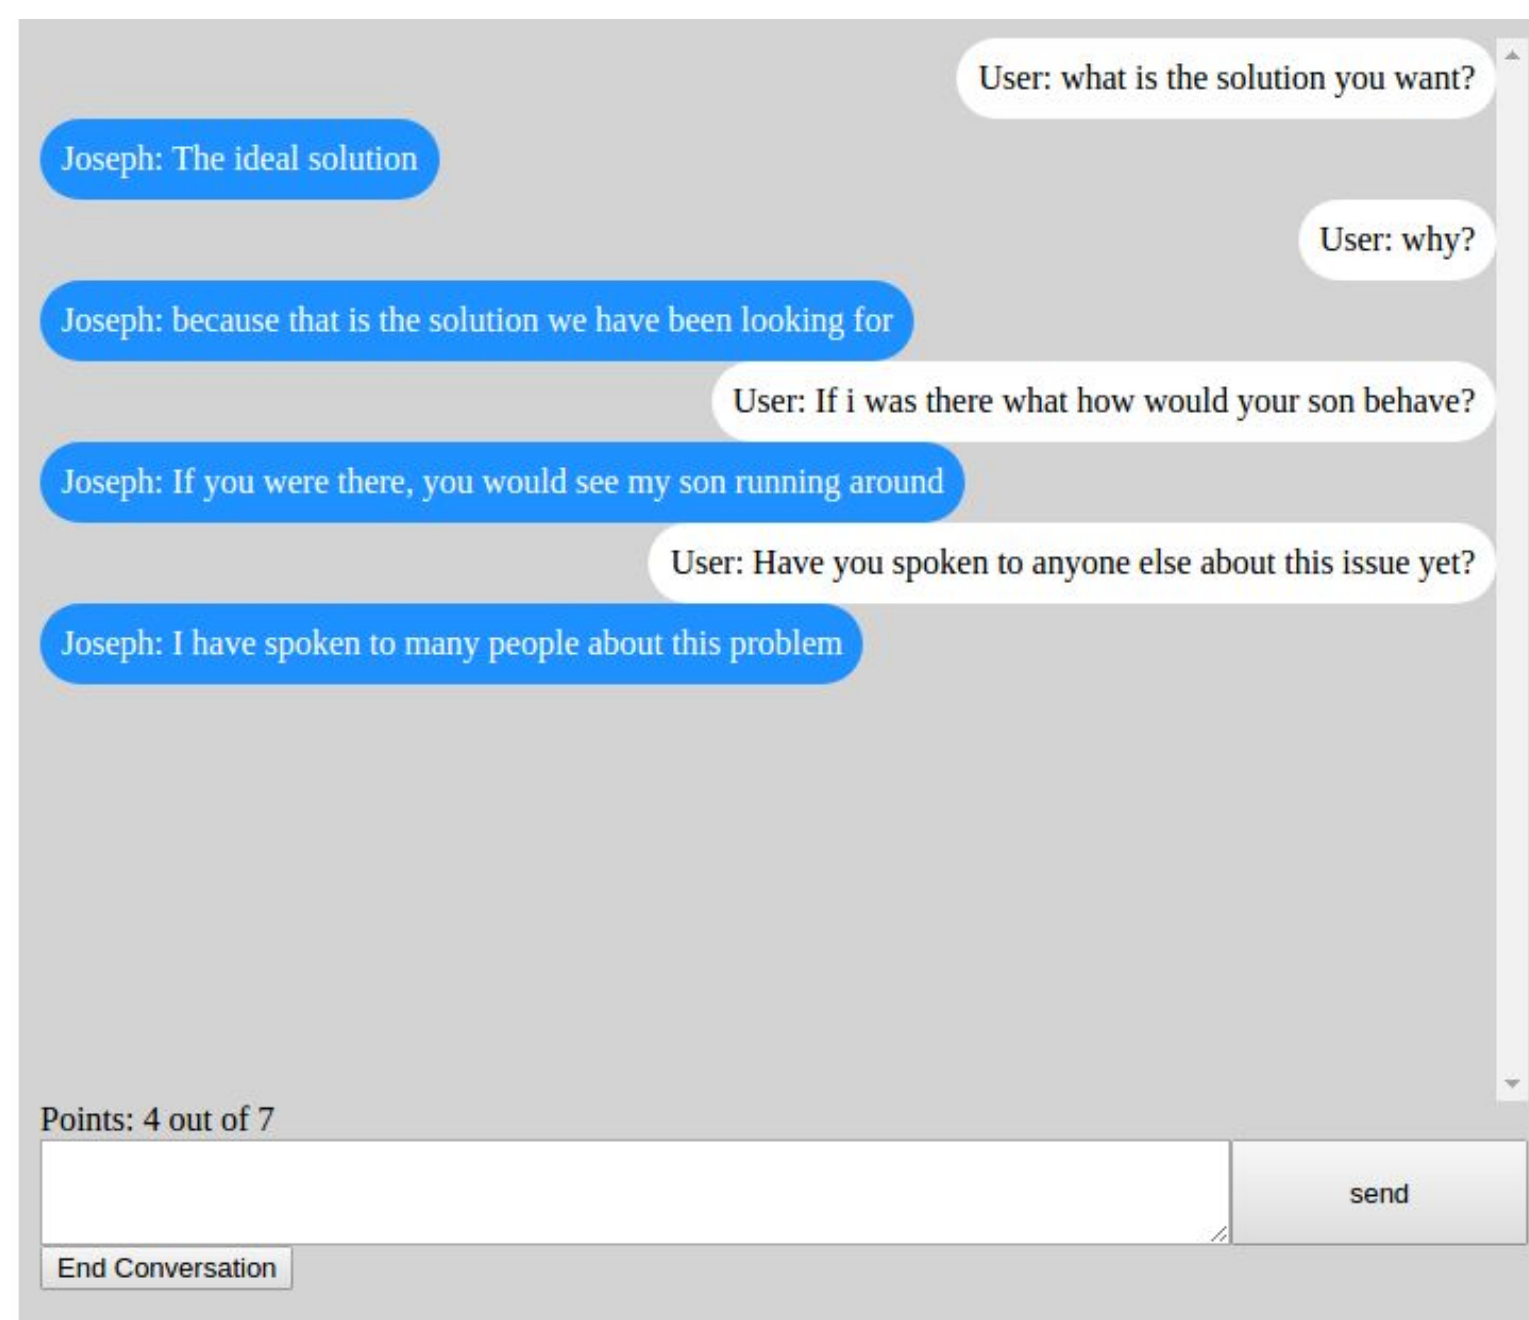 User: what is the solution you want?
Joseph: The ideal solution
User: why?
Joseph: because that is the solution we have been looking for
User: If i was there what how would your son behave?
Joseph: If you were there, you would see my son running around
User: Have you spoken to anyone else about this issue yet?
Joseph: I have spoken to many people about this problem
Points: 4 out of 7
send
End Conversation